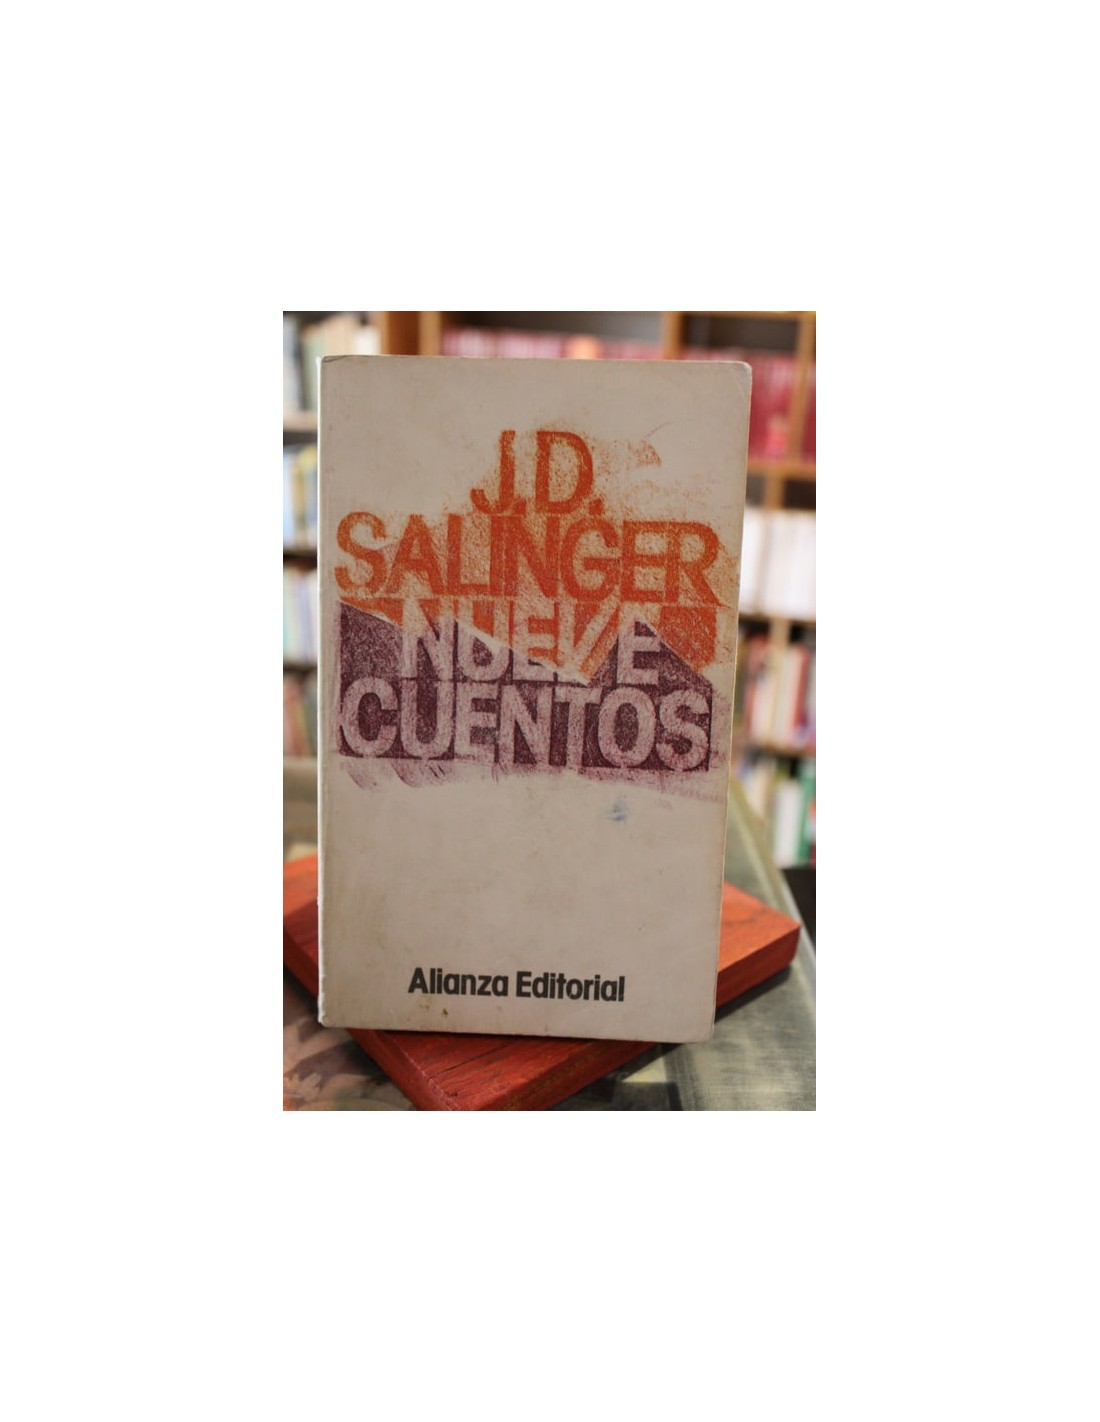 J.D.
SALINGER
NUEVE
CUENTOS
Alianza Editorial